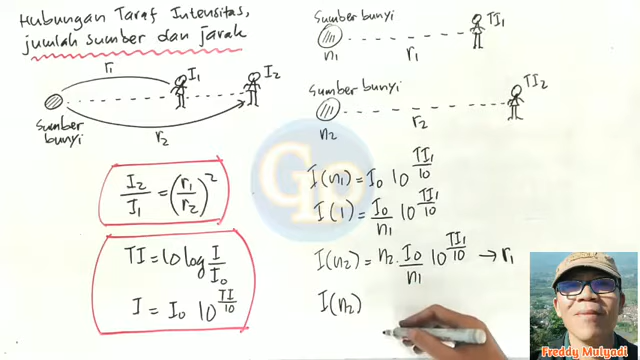 Hubungan Taraf Intensitas,
jumlah sumber dan jarak
r₁
I₁
I₂
Sumber
Bunyi
r₂
I₂/I₁ = (r₁/r₂)²
TI = 10 log I/I₀
I = I₀ 10^(TI/10)
Sumber bunyi
TI₁
n₁
r₁
Sumber bunyi
TI₂
n₂
r₂
I(n₁) = I₀ 10^(TI₁/10)
I(1) = I₀/n₁ 10^(TI₁/10)
I(n₂) = n₂ · I₀/n₁ 10^(TI₁/10) → r₁
I(n₂)
Gp
Freddy Mulyadi